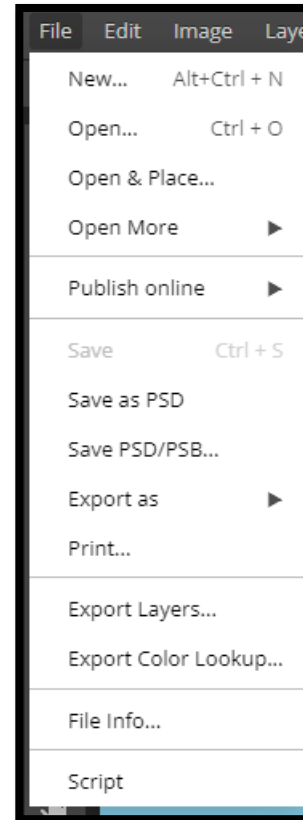 File Edit Image Laye
New... Alt+Ctrl + N
Open... Ctrl + O
Open & Place...
Open More ▶
Publish online ▶
Save Ctrl + S
Save as PSD
Save PSD/PSB...
Export as ▶
Print...
Export Layers...
Export Color Lookup...
File Info...
Script